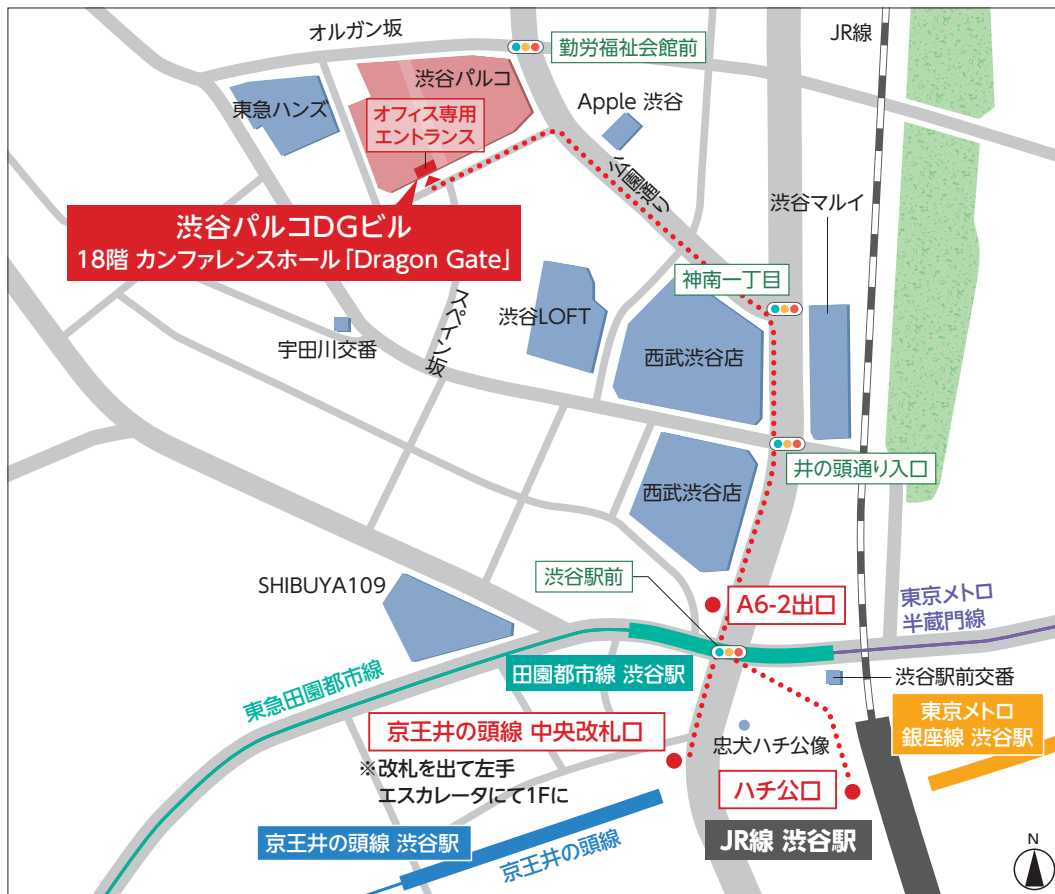 オルガン坂
勤労福祉会館前
JR線
渋谷パルコ
東急ハンズ
オフィス専用
エントランス
Apple 渋谷
公園通り
渋谷マルイ
渋谷パルコDGビル
18階 カンファレンスホール「Dragon Gate」
神南一丁目
スペイン坂
渋谷LOFT
宇田川交番
西武渋谷店
井の頭通り入口
西武渋谷店
渋谷駅前
SHIBUYA109
A6-2出口
東京メトロ
半蔵門線
田園都市線 渋谷駅
渋谷駅前交番
東急田園都市線
東京メトロ
銀座線 渋谷駅
京王井の頭線 中央改札口
忠犬ハチ公像
※改札を出て左手
エスカレータにて1Fに
ハチ公口
京王井の頭線 渋谷駅
京王井の頭線
JR線 渋谷駅
N